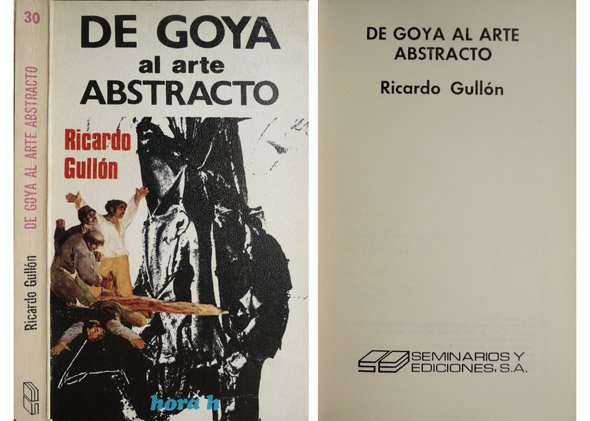 30
DE GOYA AL ARTE ABSTRACTO
Ricardo Gullón
DE GOYA
al arte
ABSTRACTO
Ricardo
Gullón
hora h
DE GOYA AL ARTE
ABSTRACTO
Ricardo Gullón
SEMINARIOS Y
EDICIONES, S.A.